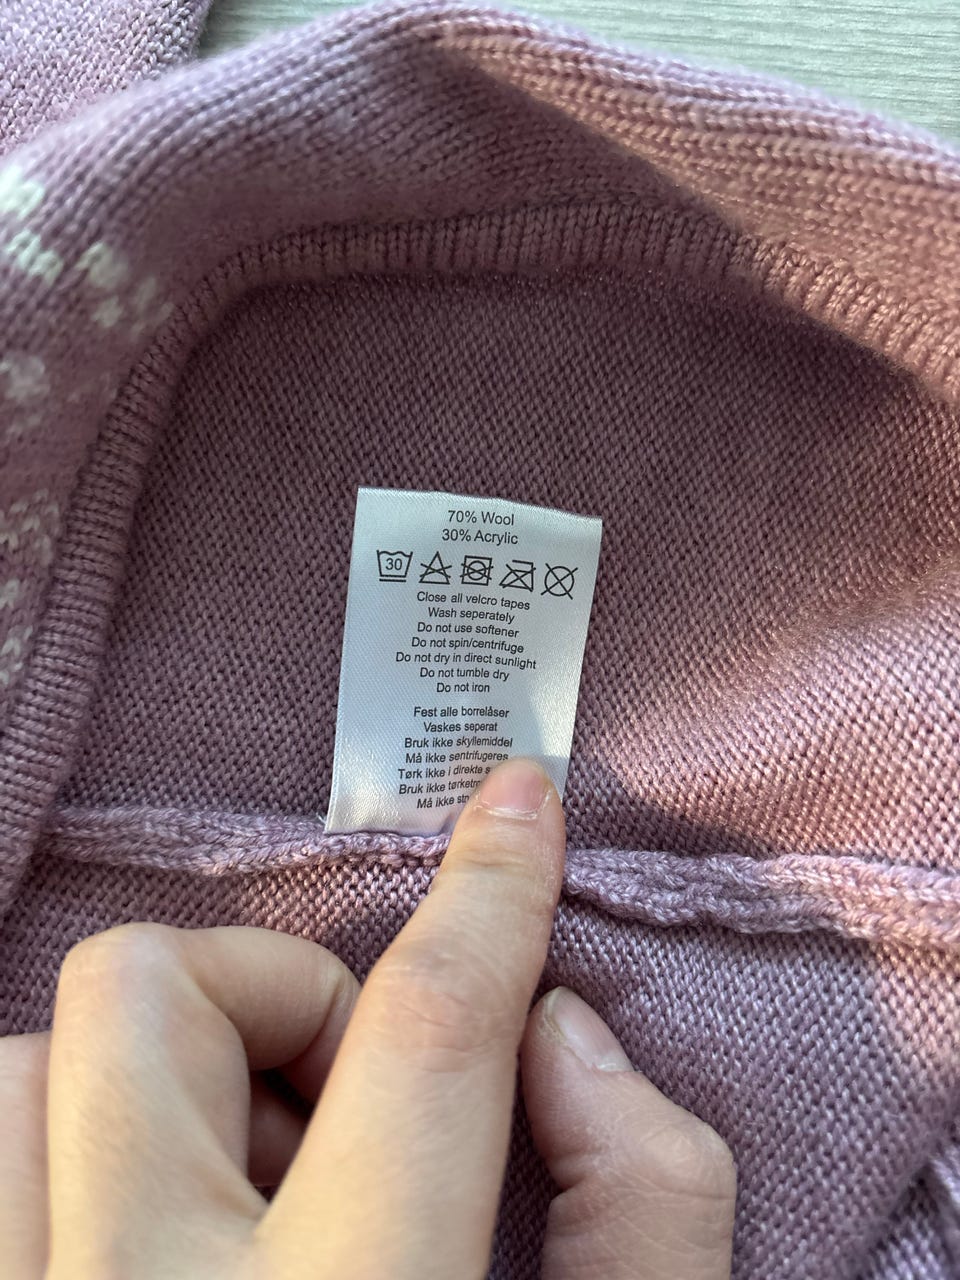 70% Wool
30% Acrylic
30
Close all velcro tapes
Wash seperately
Do not use softener
Do not spin/centrifuge
Do not dry in direct sunlight
Do not tumble dry
Do not iron
Fest alle borrelåser
Vaskes seperat
Bruk ikke skyllemiddel
Må ikke sentrifugeres
Tørk ikke i direkte
Bruk ikke
Må ikke